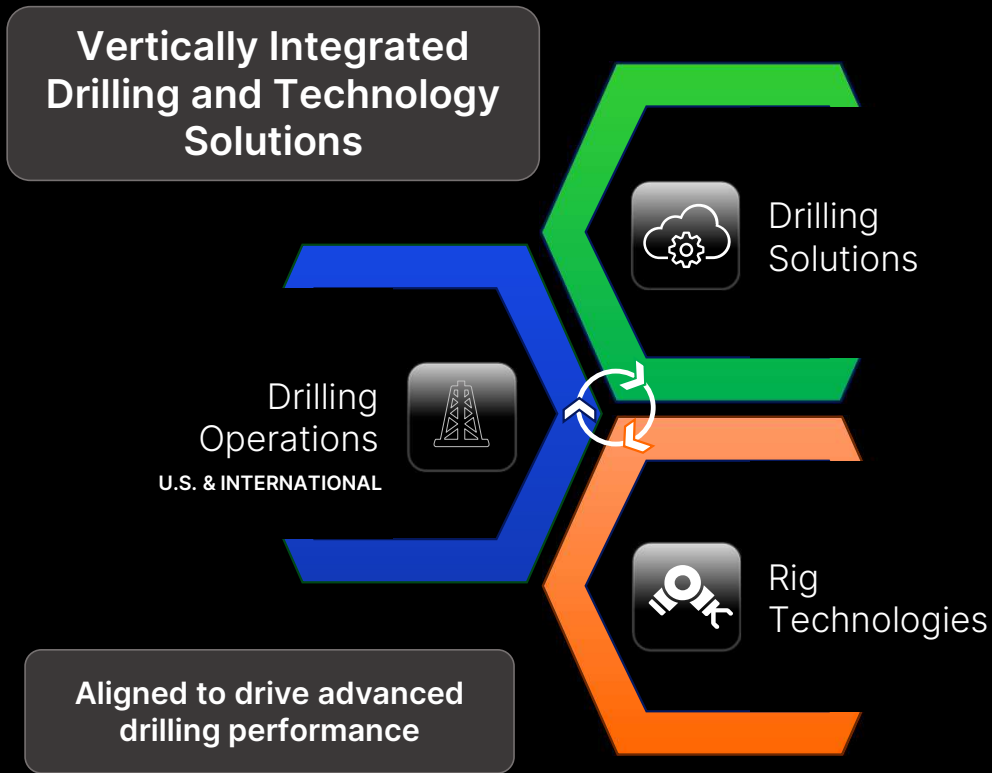 Vertically Integrated
Drilling and Technology
Solutions
Drilling
Solutions
Drilling
Operations
U.S. & INTERNATIONAL
Rig
Technologies
Aligned to drive advanced
drilling performance